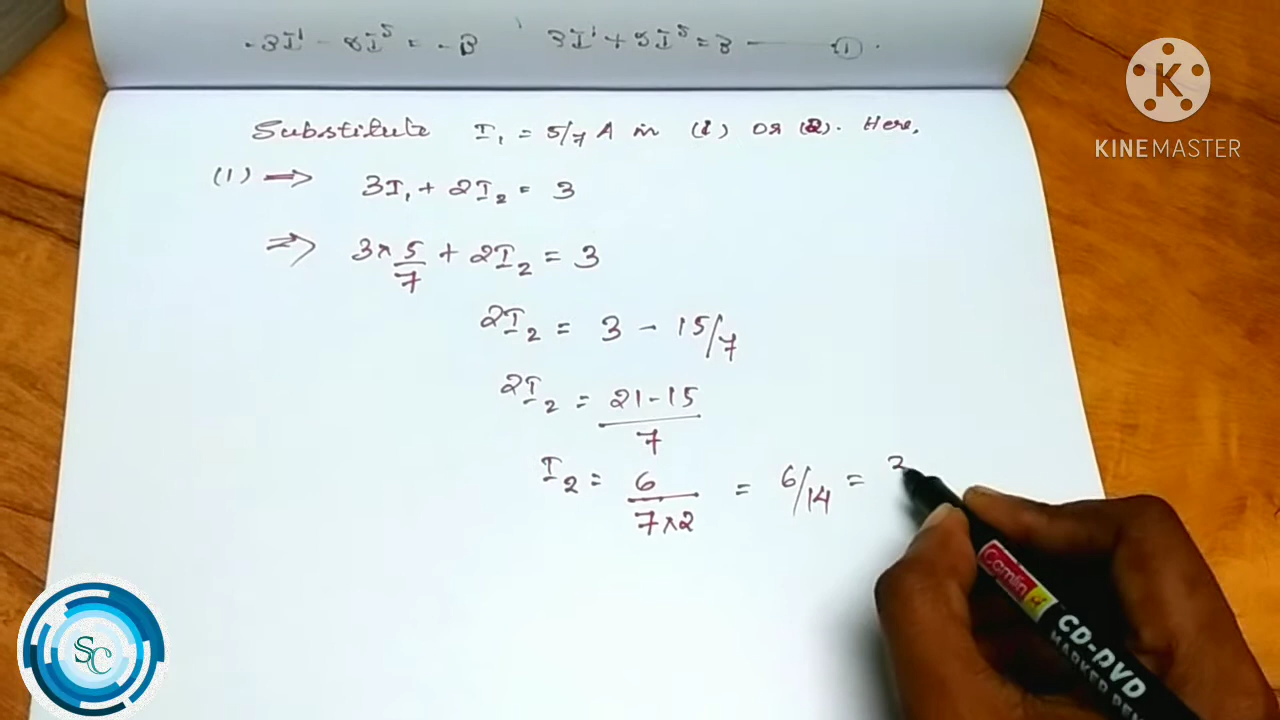 KINEMASTER
Substitute I₁ = 5/7 A in (1) or (2). Here,
(1) ⇒ 3I₁ + 2I₂ = 3
⇒ 3 × 5/7 + 2I₂ = 3
2I₂ = 3 - 15/7
2I₂ = 21-15/7
I₂ = 6/7×2 = 6/14 = 3
SC
Camlin
CD-DVD
MARKER PEN